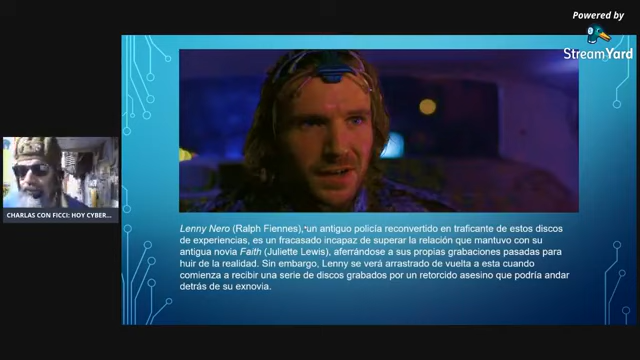 Powered by
StreamYard
CHARLAS CON FICCI: HOY CYBER...
Lenny Nero (Ralph Fiennes), un antiguo policía reconvertido en traficante de estos discos
de experiencias, es un fracasado incapaz de superar la relación que mantuvo con su
antigua novia Faith (Juliette Lewis), aferrándose a sus propias grabaciones pasadas para
huir de la realidad. Sin embargo, Lenny se verá arrastrado de vuelta a esta cuando
comienza a recibir una serie de discos grabados por un retorcido asesino que podría andar
detrás de su exnovia.